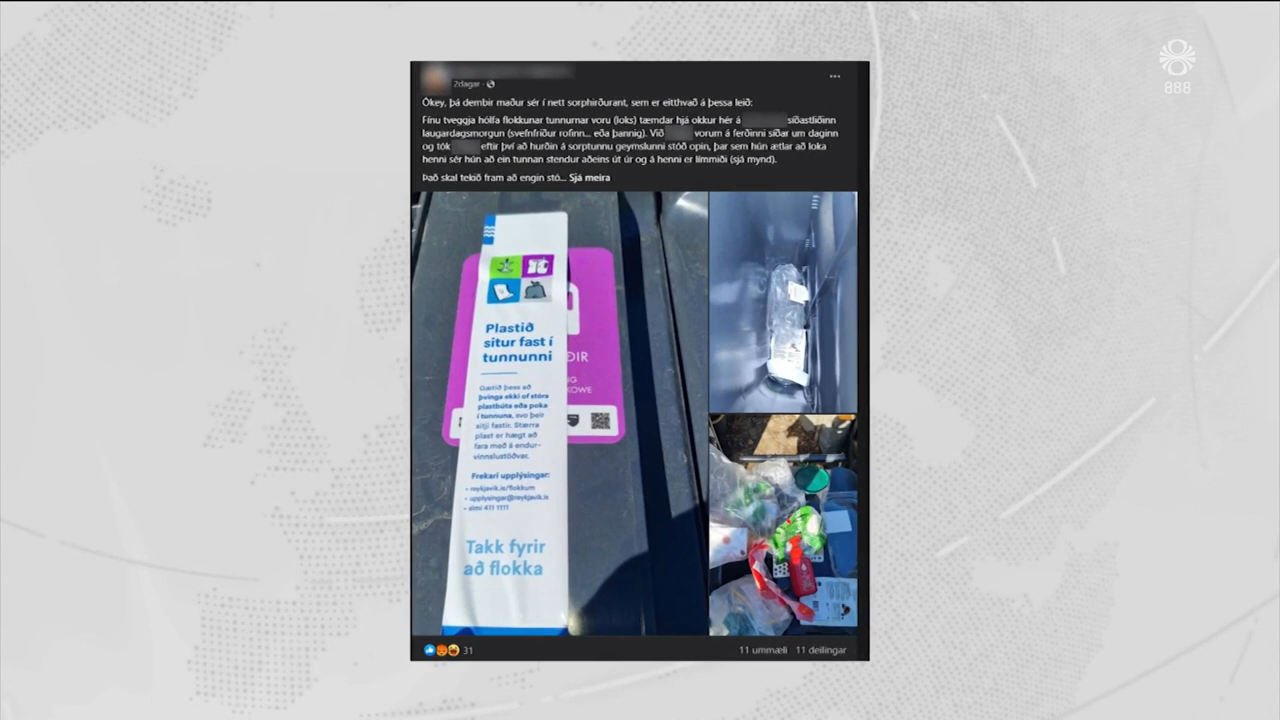 888
2dagar
Ókey, þá dembir maður sér í nett sorphirðurant, sem er eitthvað á þessa leið:
Fínu tveggja hólfa flokkunar tunnurnar voru (loks) tæmdar hjá okkur hér á síðastliðinn
laugardagsmorgun (svefnfriður rofinn... eða þannig). Við vorum á ferðinni síðar um daginn
og tók eftir því að hurðin á sorptunnu geymslunni stóð opin, þar sem hún ætlar að loka
henni sér hún að ein tunnan stendur aðeins út úr og á henni er límmiði (sjá mynd).
Það skal tekið fram að engin stó... Sjá meira
Plastið
situr fast í
tunnunni
Gætið þess að
þvinga ekki of stóra
plastbúta eða poka
í tunnuna, svo þeir
sitji fastir. Stærra
plast er hægt að
fara með á endur-
vinnslustöðvar.
Frekari upplýsingar:
- reykjavik.is/flokkum
- upplysingar@reykjavik.is
- sími 411 1111
Takk fyrir
að flokka
ÐIR
KOWE
31
11 ummæli 11 deilingar